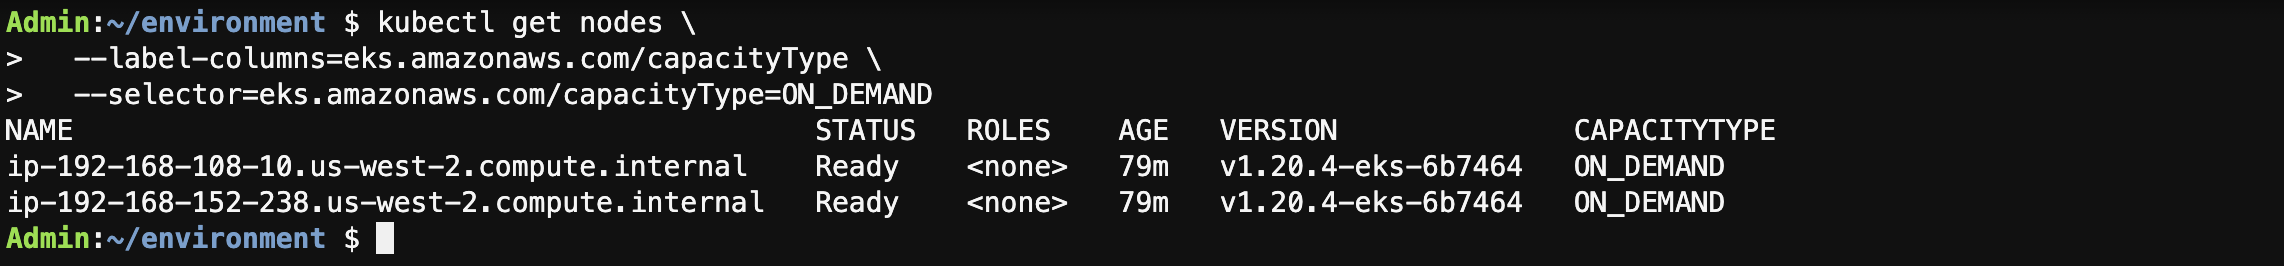 Admin:~/environment $ kubectl get nodes \
>   --label-columns=eks.amazonaws.com/capacityType \
>   --selector=eks.amazonaws.com/capacityType=ON_DEMAND
NAME                                            STATUS   ROLES    AGE   VERSION              CAPACITYTYPE
ip-192-168-108-10.us-west-2.compute.internal    Ready    <none>   79m   v1.20.4-eks-6b7464   ON_DEMAND
ip-192-168-152-238.us-west-2.compute.internal   Ready    <none>   79m   v1.20.4-eks-6b7464   ON_DEMAND
Admin:~/environment $